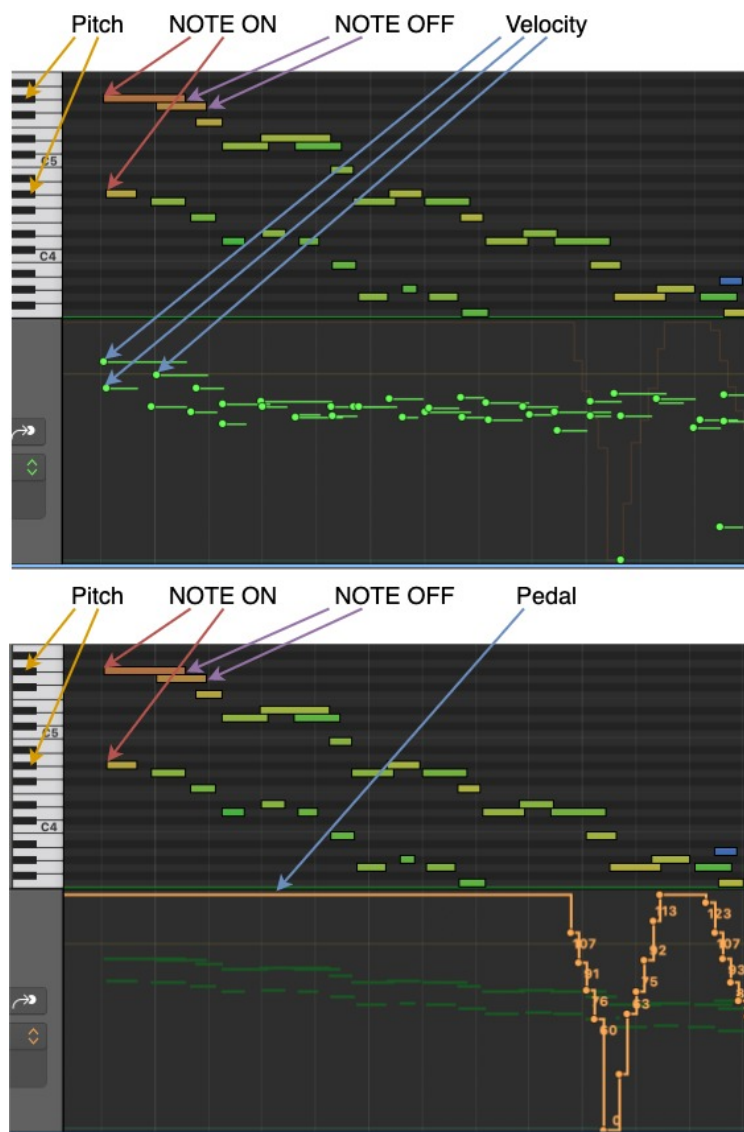 Pitch NOTE ON NOTE OFF Velocity
C5
C4
Pitch NOTE ON NOTE OFF Pedal
C5
C4
113
123
107
92
107
91
75
93
76
63
8
60
0